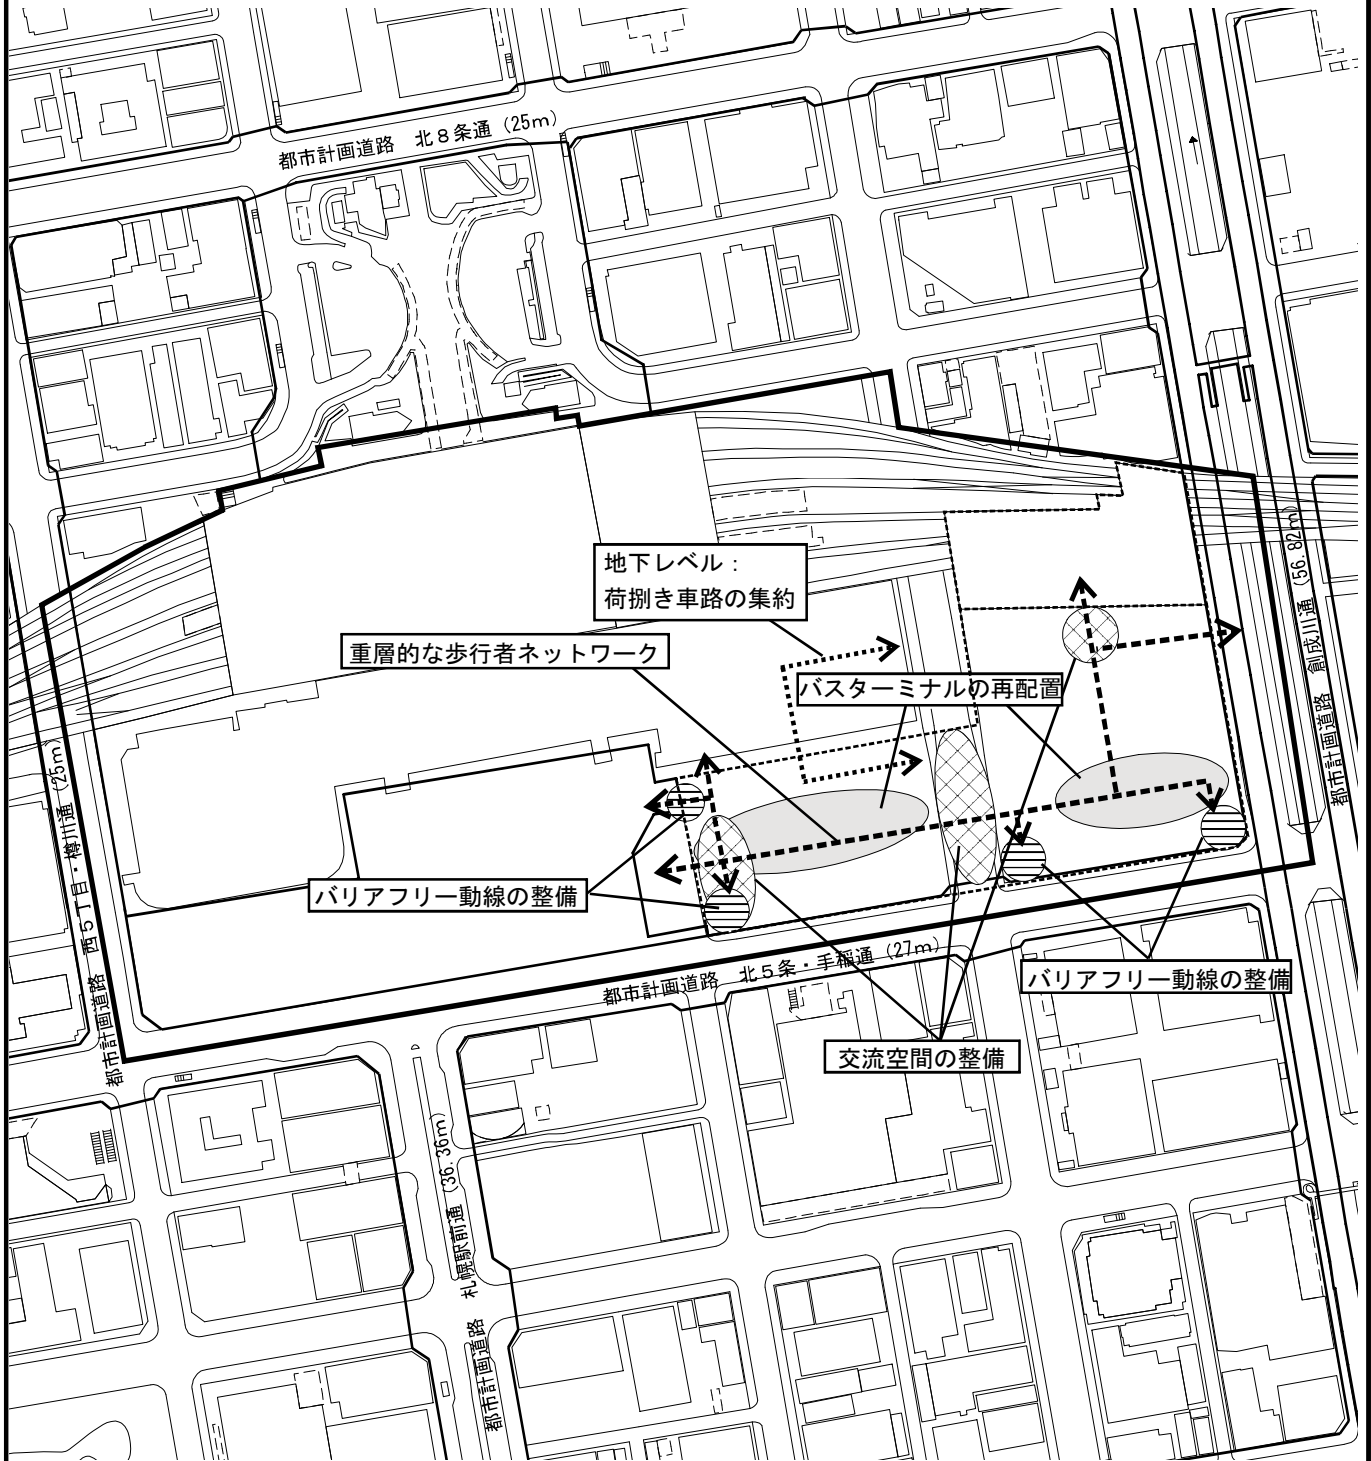 都市計画道路 北8条通(25m)
地下レベル:
荷捌き車路の集約
重層的な歩行者ネットワーク
バスターミナルの再配置
都市計画道路 創成川通(56.82m)
都市計画道路 西5丁目・樽川通(25m)
バリアフリー動線の整備
都市計画道路 北5条・手稲通(27m)
バリアフリー動線の整備
交流空間の整備
都市計画道路 札幌駅前通(36.36m)